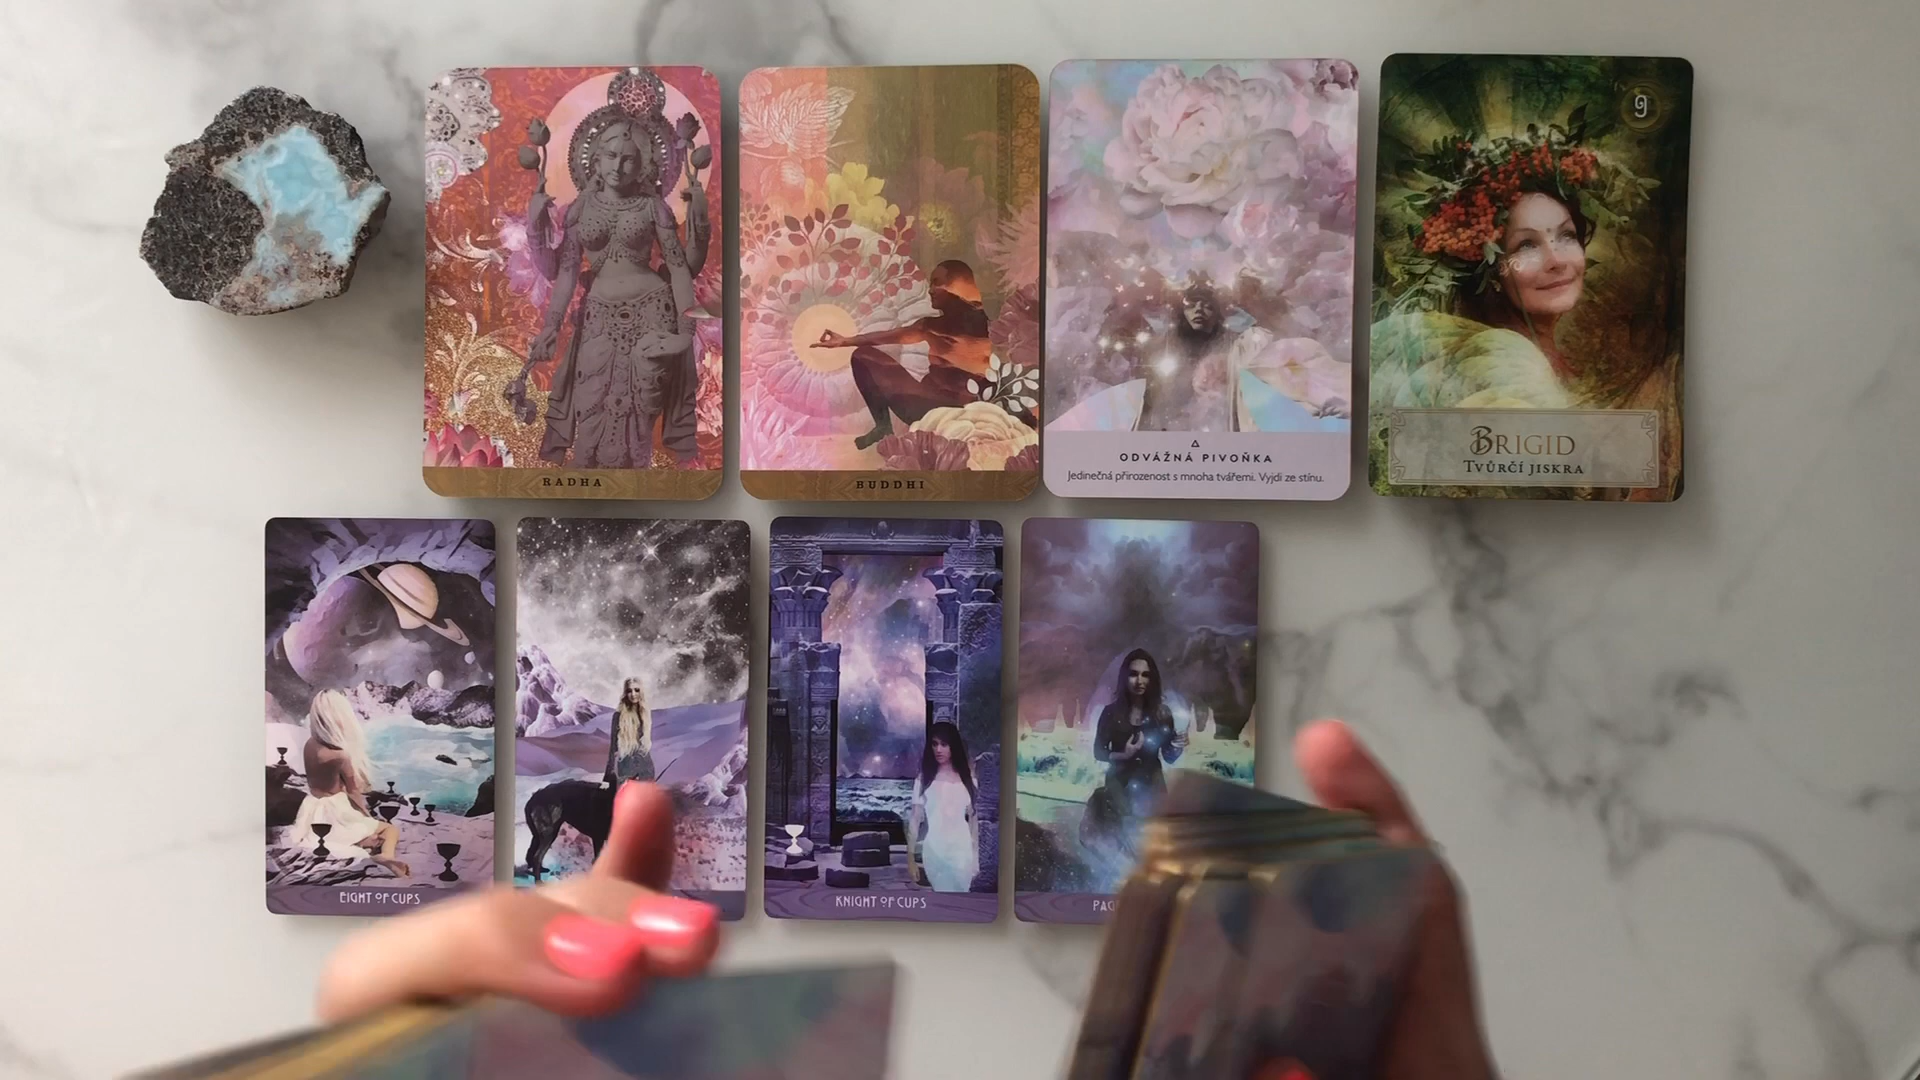 9
RADHA
BUDDHI
ODVÁŽNÁ PIVOŇKA
Jedinečná přirozenost s mnoha tvářemi. Vyjdi ze stínu.
BRIGID
TVŮRČÍ JISKRA
EIGHT OF CUPS
KNIGHT OF CUPS